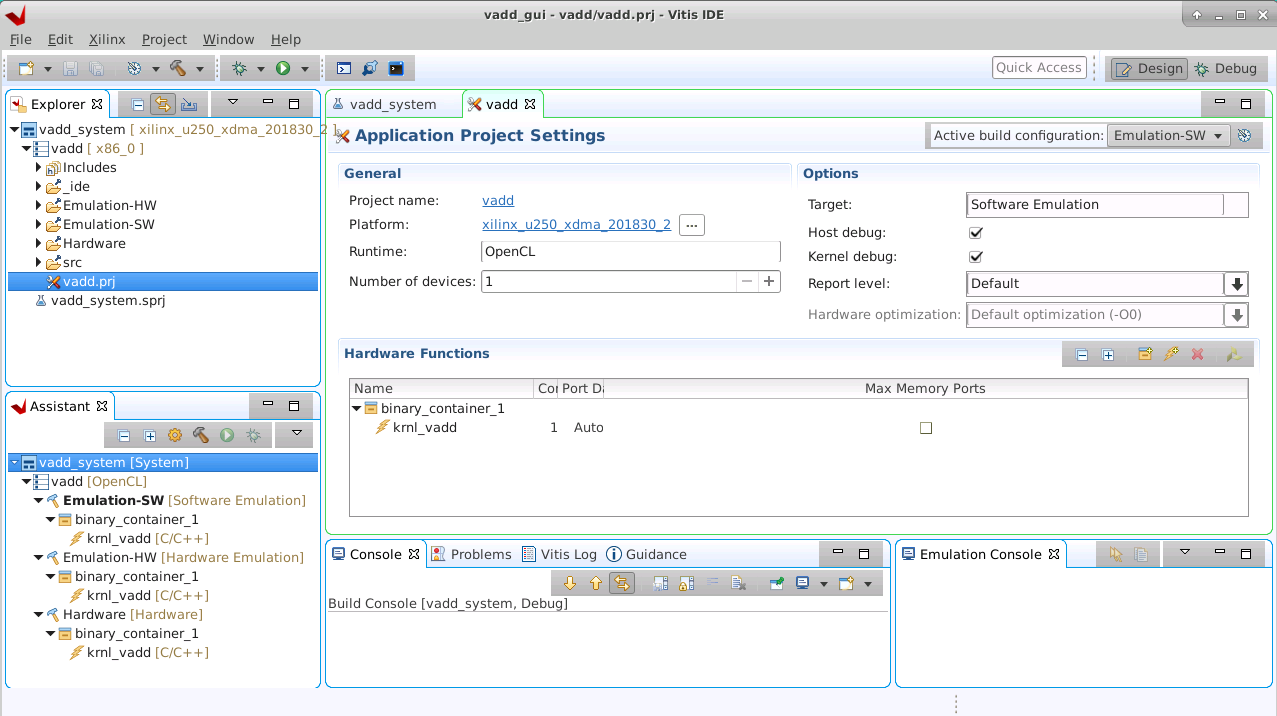 vadd_gui - vadd/vadd.prj - Vitis IDE
File Edit Xilinx Project Window Help
Quick Access
Design
Debug
Explorer
vadd_system [ xilinx_u250_xdma_201830_2 ]
vadd [ x86_0 ]
Includes
_ide
Emulation-HW
Emulation-SW
Hardware
src
vadd.prj
vadd_system.sprj
Assistant
vadd_system [System]
vadd [OpenCL]
Emulation-SW [Software Emulation]
binary_container_1
krnl_vadd [C/C++]
Emulation-HW [Hardware Emulation]
binary_container_1
krnl_vadd [C/C++]
Hardware [Hardware]
binary_container_1
krnl_vadd [C/C++]
vadd_system
vadd
Application Project Settings
Active build configuration: Emulation-SW
General
Project name: vadd
Platform: xilinx_u250_xdma_201830_2 ...
Runtime: OpenCL
Number of devices: 1
Options
Target: Software Emulation
Host debug:
Kernel debug:
Report level: Default
Hardware optimization: Default optimization (-O0)
Hardware Functions
Name Co Port Da Max Memory Ports
binary_container_1
krnl_vadd 1 Auto
Console Problems Vitis Log Guidance
Build Console [vadd_system, Debug]
Emulation Console